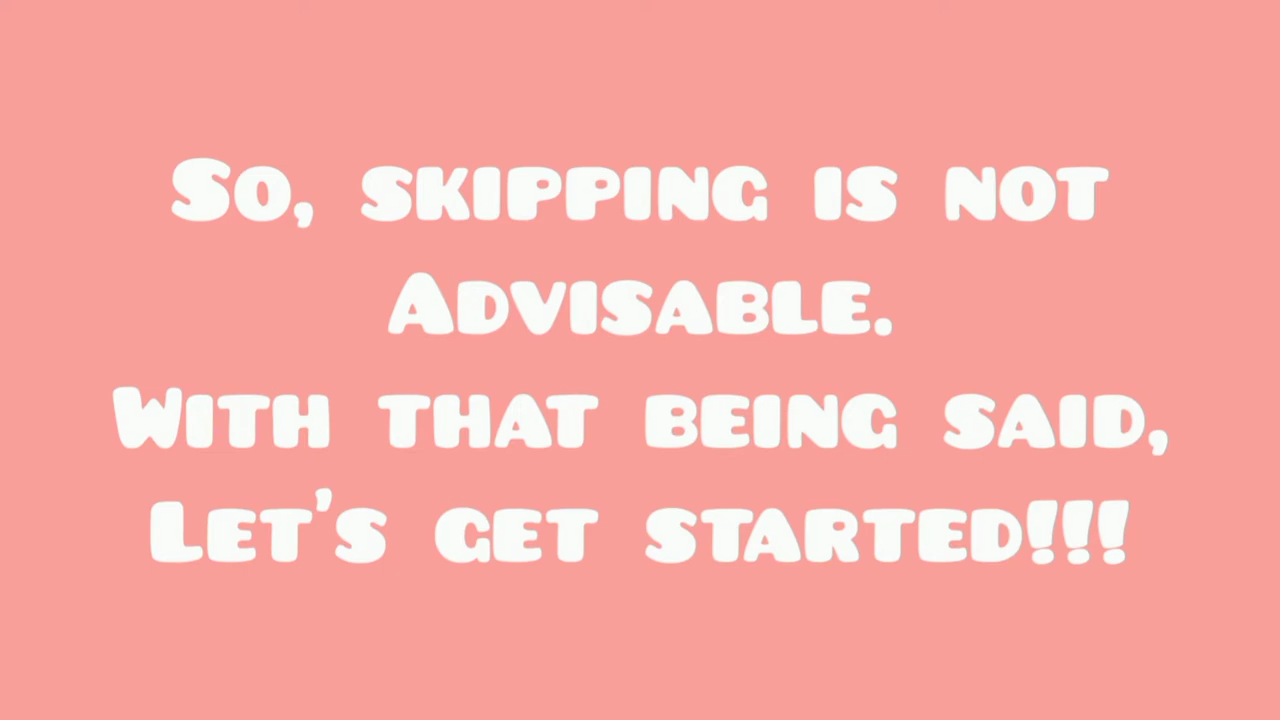 So, skipping is not
Advisable.
With that being said,
Let's get started!!!